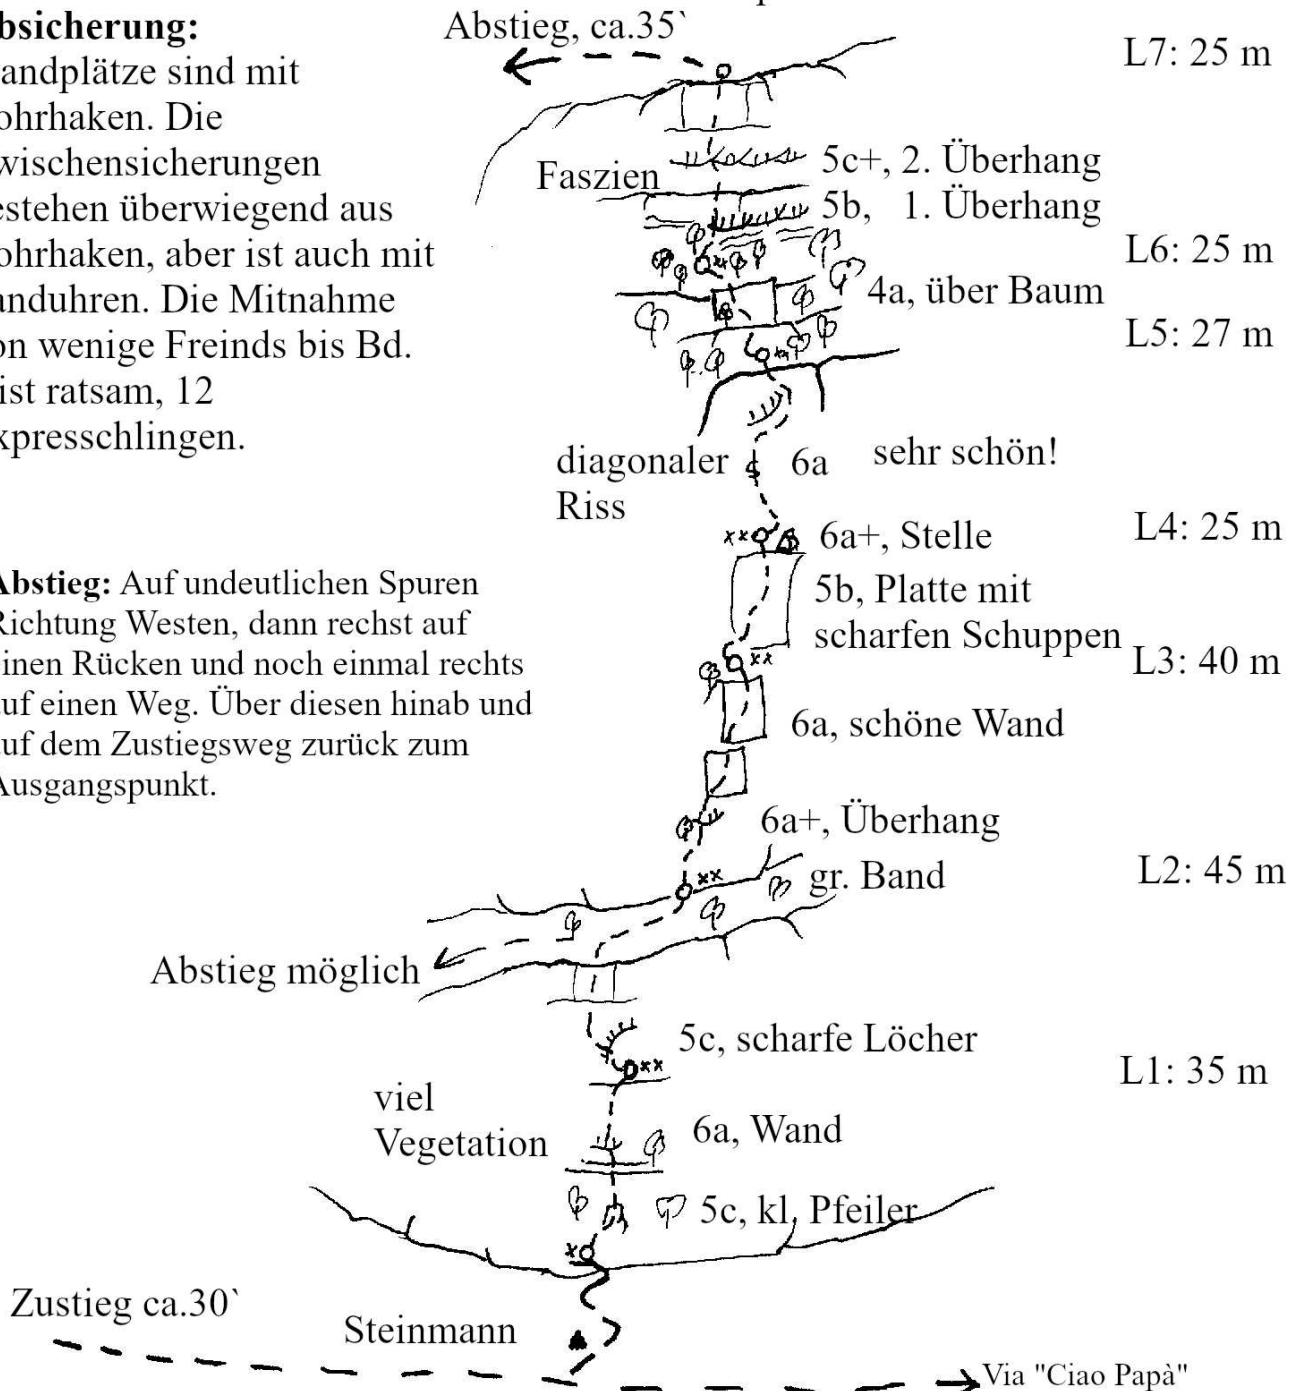 bsicherung:
andplätze sind mit
ohrhaken. Die
wischensicherungen
estehen überwiegend aus
ohrhaken, aber ist auch mit
anduhren. Die Mitnahme
on wenige Freinds bis Bd.
ist ratsam, 12
xpresschlingen.
Abstieg: Auf undeutlichen Spuren
Richtung Westen, dann rechst auf
inen Rücken und noch einmal rechts
uf einen Weg. Über diesen hinab und
uf dem Zustiegsweg zurück zum
Ausgangspunkt.
Abstieg, ca.35`
L7: 25 m
Faszien
5c+, 2. Überhang
5b, 1. Überhang
L6: 25 m
4a, über Baum
L5: 27 m
diagonaler
Riss
6a
sehr schön!
6a+, Stelle
L4: 25 m
5b, Platte mit
scharfen Schuppen
L3: 40 m
6a, schöne Wand
6a+, Überhang
gr. Band
L2: 45 m
Abstieg möglich
5c, scharfe Löcher
L1: 35 m
viel
Vegetation
6a, Wand
5c, kl, Pfeiler
Zustieg ca.30`
Steinmann
Via "Ciao Papà"